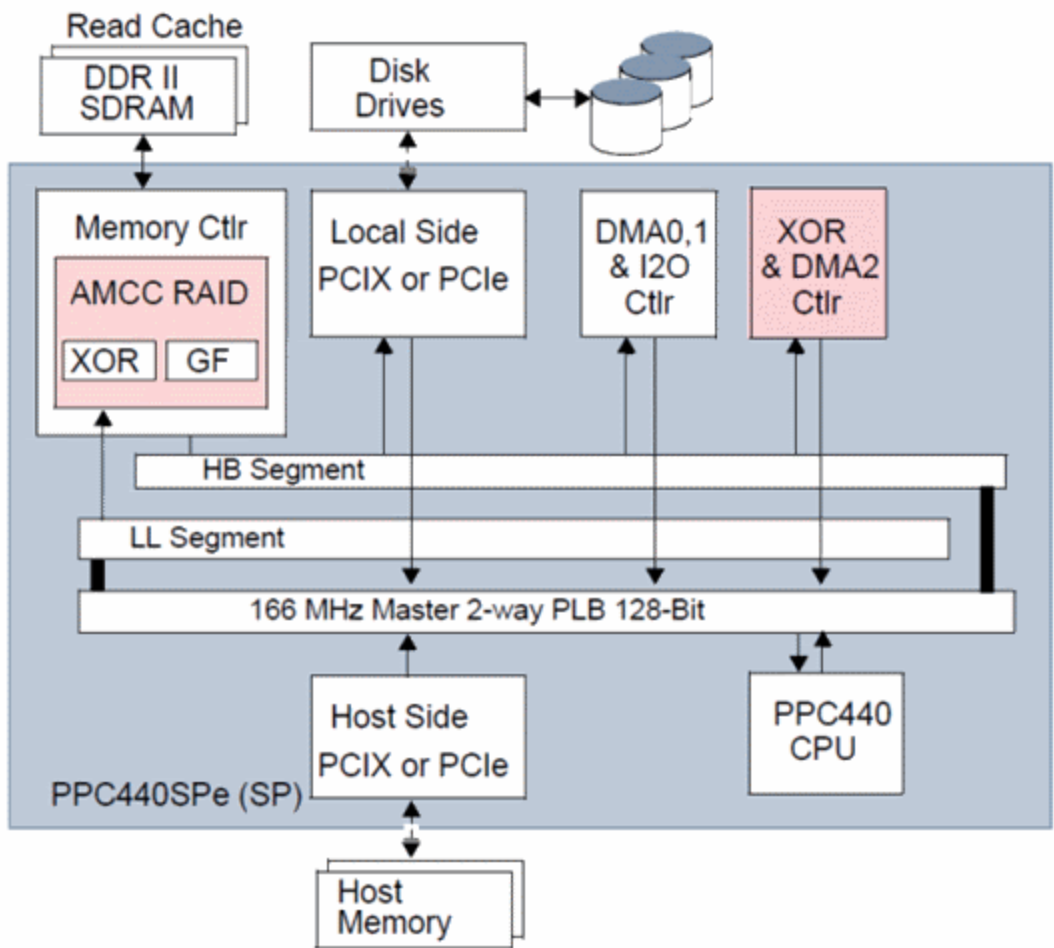 Read Cache
DDR II
SDRAM
Disk
Drives
Memory Ctlr
AMCC RAID
XOR
GF
Local Side
PCIX or PCIe
DMA0,1
& I2O
Ctlr
XOR
& DMA2
Ctlr
HB Segment
LL Segment
166 MHz Master 2-way PLB 128-Bit
Host Side
PCIX or PCIe
PPC440
CPU
PPC440SPe (SP)
Host
Memory